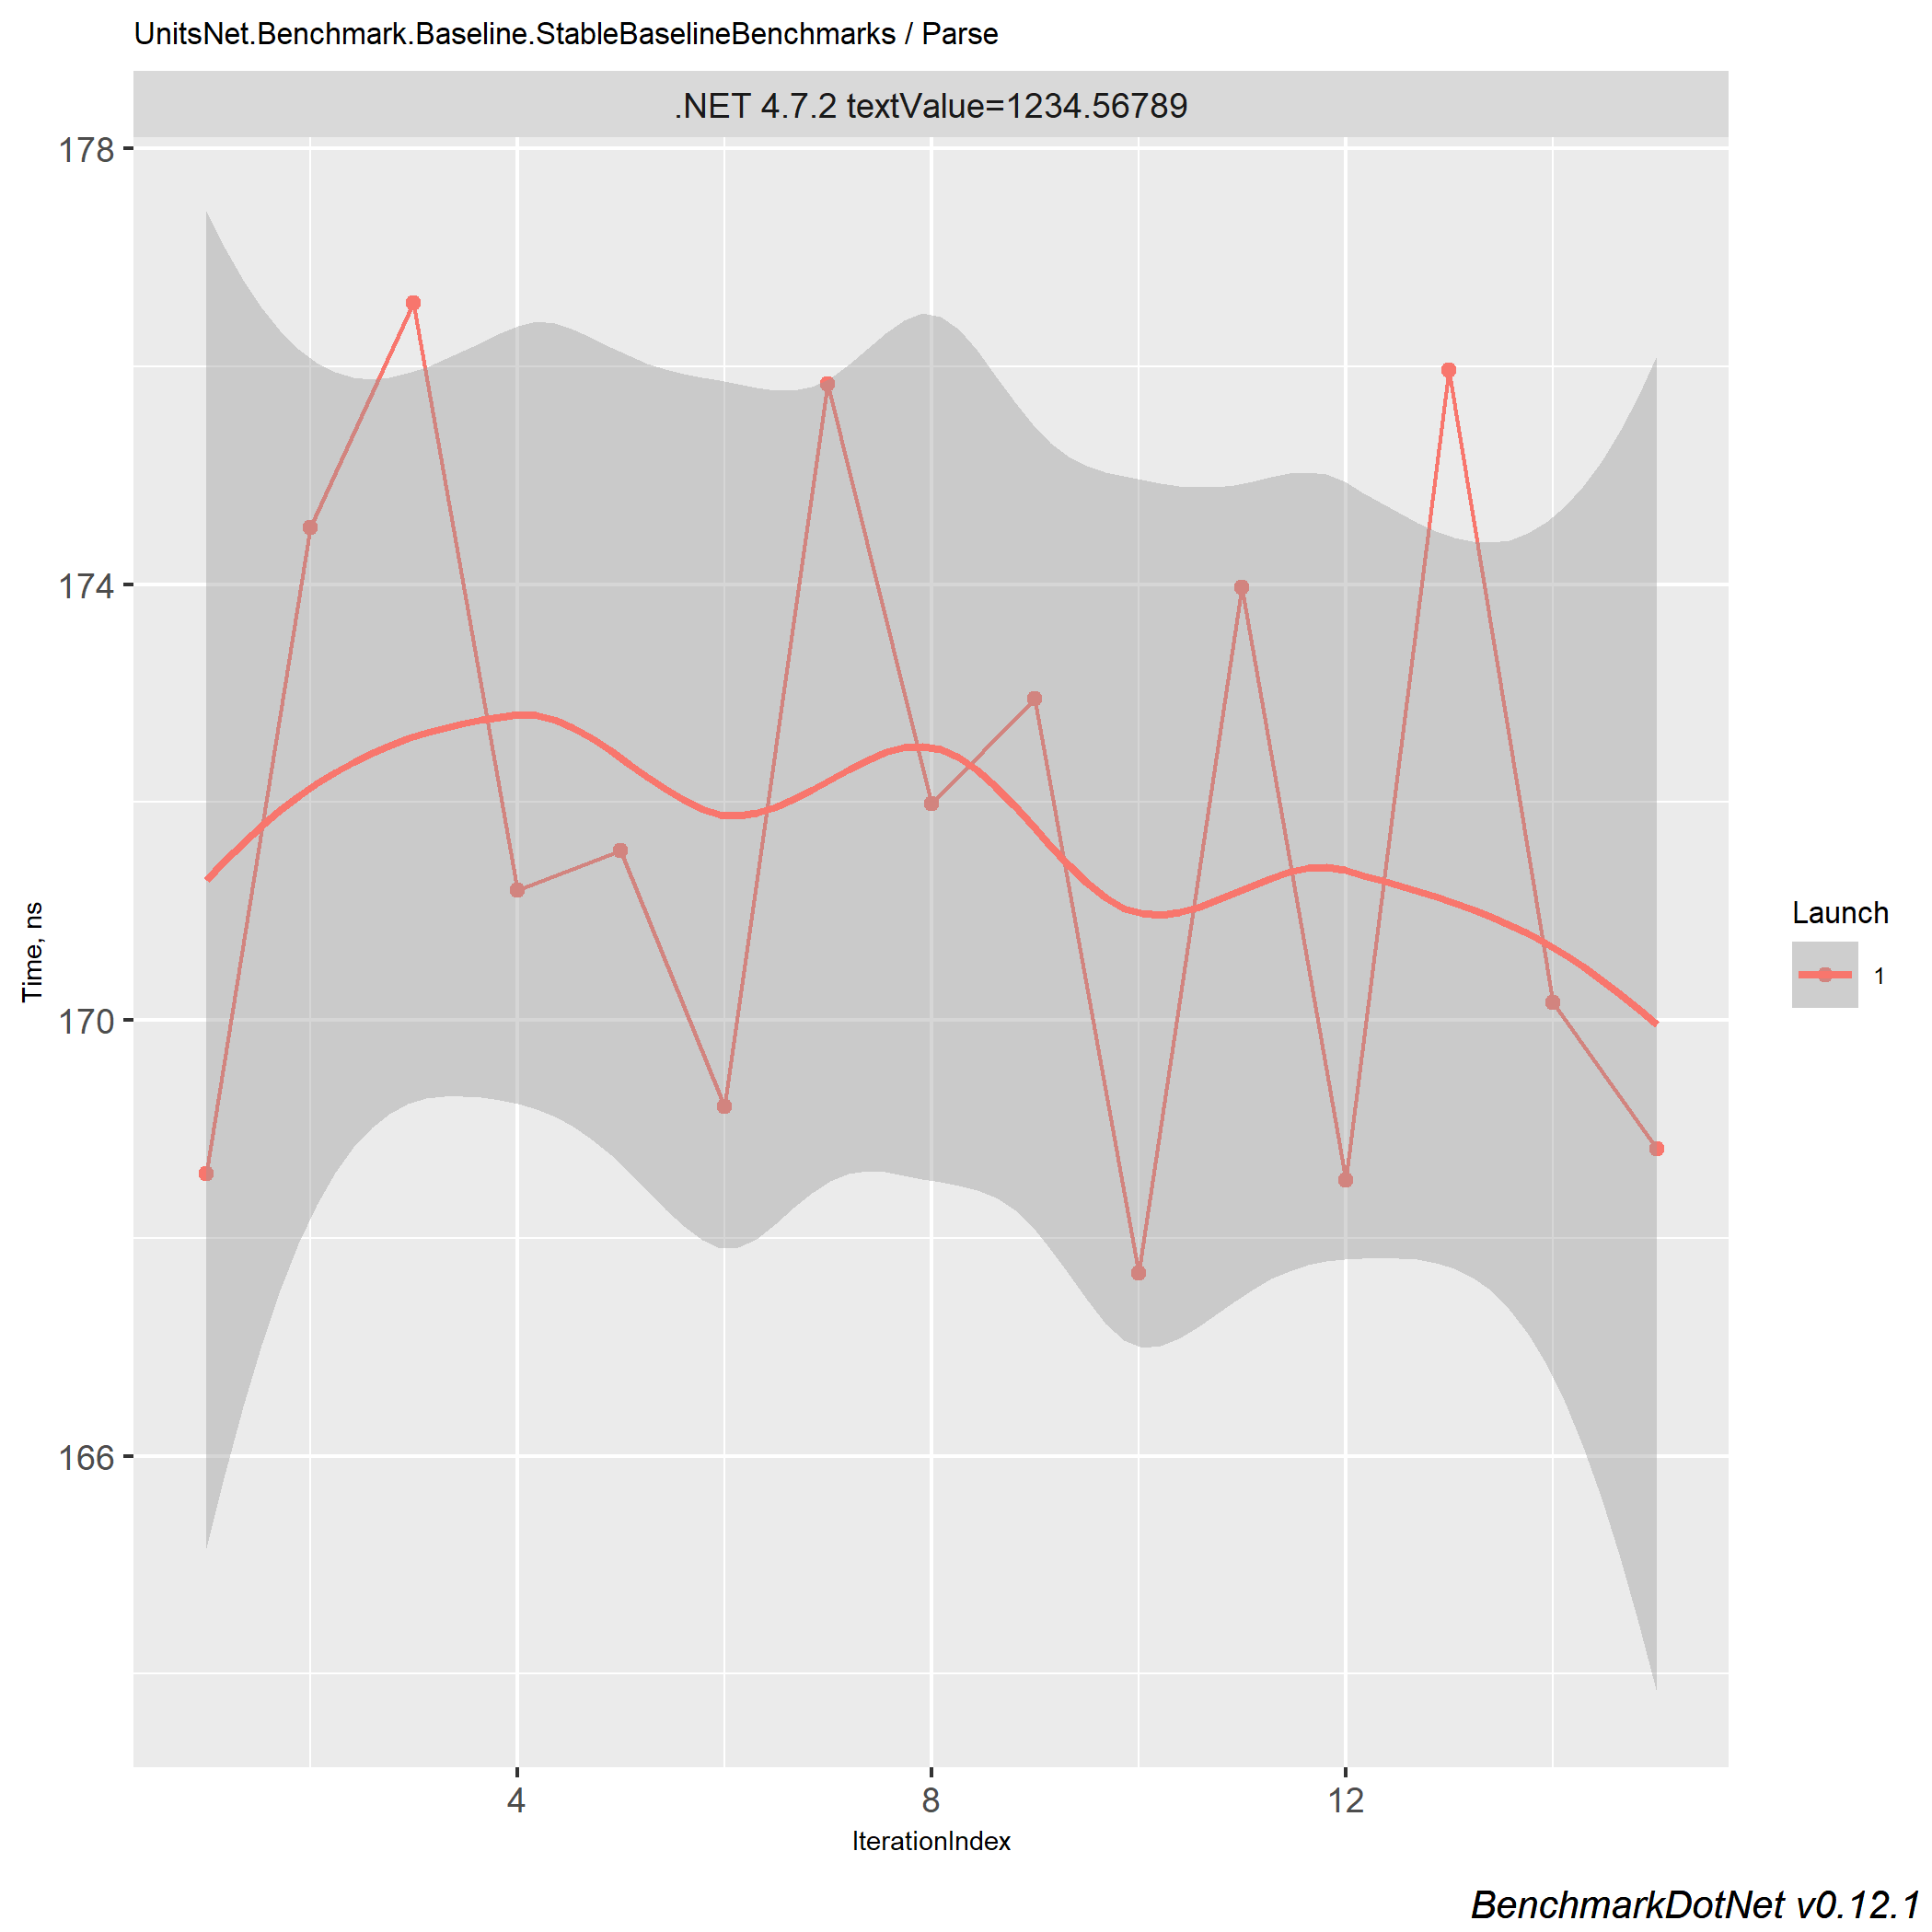 UnitsNet.Benchmark.Baseline.StableBaselineBenchmarks / Parse
.NET 4.7.2 textValue=1234.56789
178
174
170
166
Time, ns
4 8 12
IterationIndex
Launch
1
BenchmarkDotNet v0.12.1